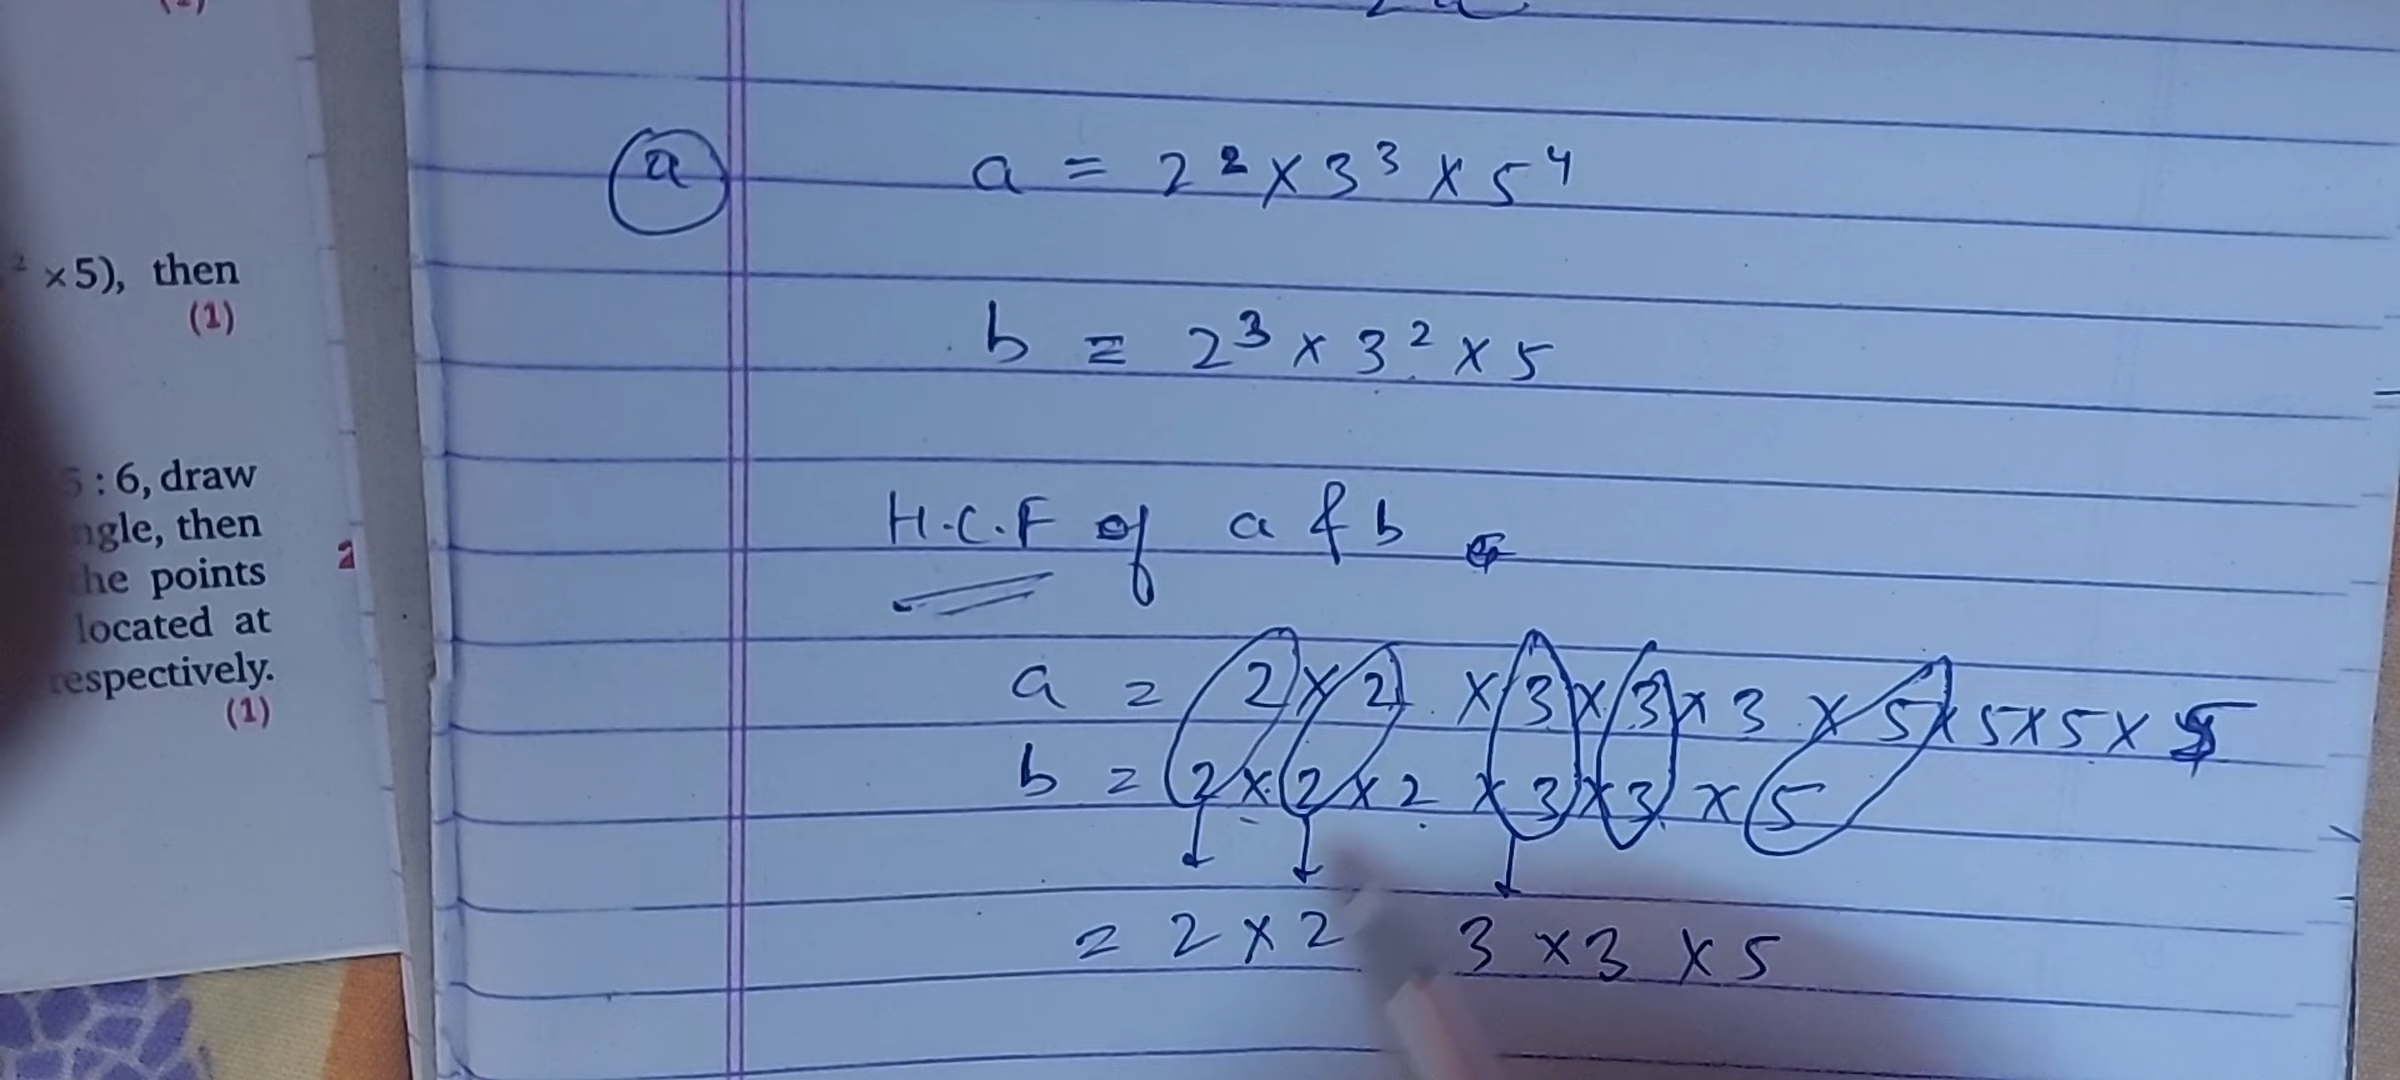 ×5), then
(1)
5 : 6, draw
ngle, then
he points
located at
respectively.
(1)
a
a = 2² × 3³ × 5⁴
b = 2³ × 3² × 5
H.C.F of a & b
a = 2 × 2 × 3 × 3 × 3 × 5 × 5 × 5 × 5
b = 2 × 2 × 2 × 3 × 3 × 5
= 2 × 2 3 × 3 × 5